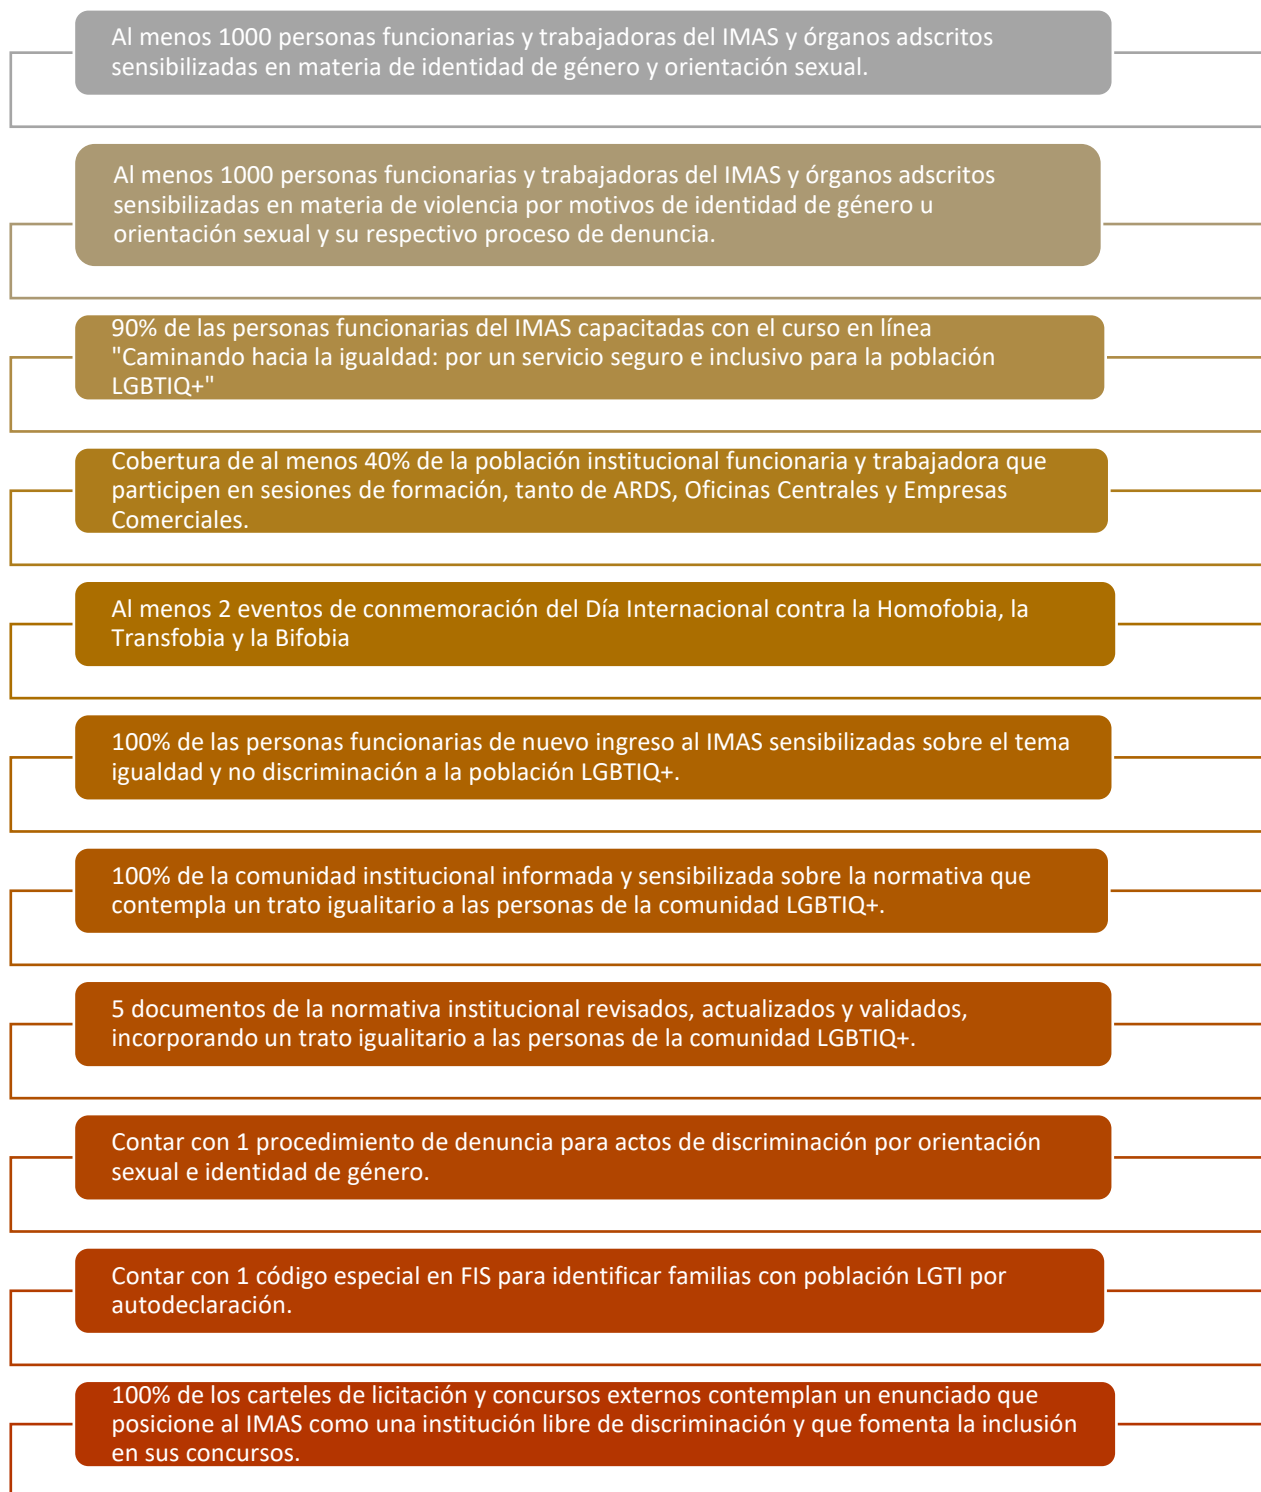 Al menos 1000 personas funcionarias y trabajadoras del IMAS y órganos adscritos
sensibilizadas en materia de identidad de género y orientación sexual.
Al menos 1000 personas funcionarias y trabajadoras del IMAS y órganos adscritos
sensibilizadas en materia de violencia por motivos de identidad de género u
orientación sexual y su respectivo proceso de denuncia.
90% de las personas funcionarias del IMAS capacitadas con el curso en línea
"Caminando hacia la igualdad: por un servicio seguro e inclusivo para la población
LGBTIQ+"
Cobertura de al menos 40% de la población institucional funcionaria y trabajadora que
participen en sesiones de formación, tanto de ARDS, Oficinas Centrales y Empresas
Comerciales.
Al menos 2 eventos de conmemoración del Día Internacional contra la Homofobia, la
Transfobia y la Bifobia
100% de las personas funcionarias de nuevo ingreso al IMAS sensibilizadas sobre el tema
igualdad y no discriminación a la población LGBTIQ+.
100% de la comunidad institucional informada y sensibilizada sobre la normativa que
contempla un trato igualitario a las personas de la comunidad LGBTIQ+.
5 documentos de la normativa institucional revisados, actualizados y validados,
incorporando un trato igualitario a las personas de la comunidad LGBTIQ+.
Contar con 1 procedimiento de denuncia para actos de discriminación por orientación
sexual e identidad de género.
Contar con 1 código especial en FIS para identificar familias con población LGTI por
autodeclaración.
100% de los carteles de licitación y concursos externos contemplan un enunciado que
posicione al IMAS como una institución libre de discriminación y que fomenta la inclusión
en sus concursos.